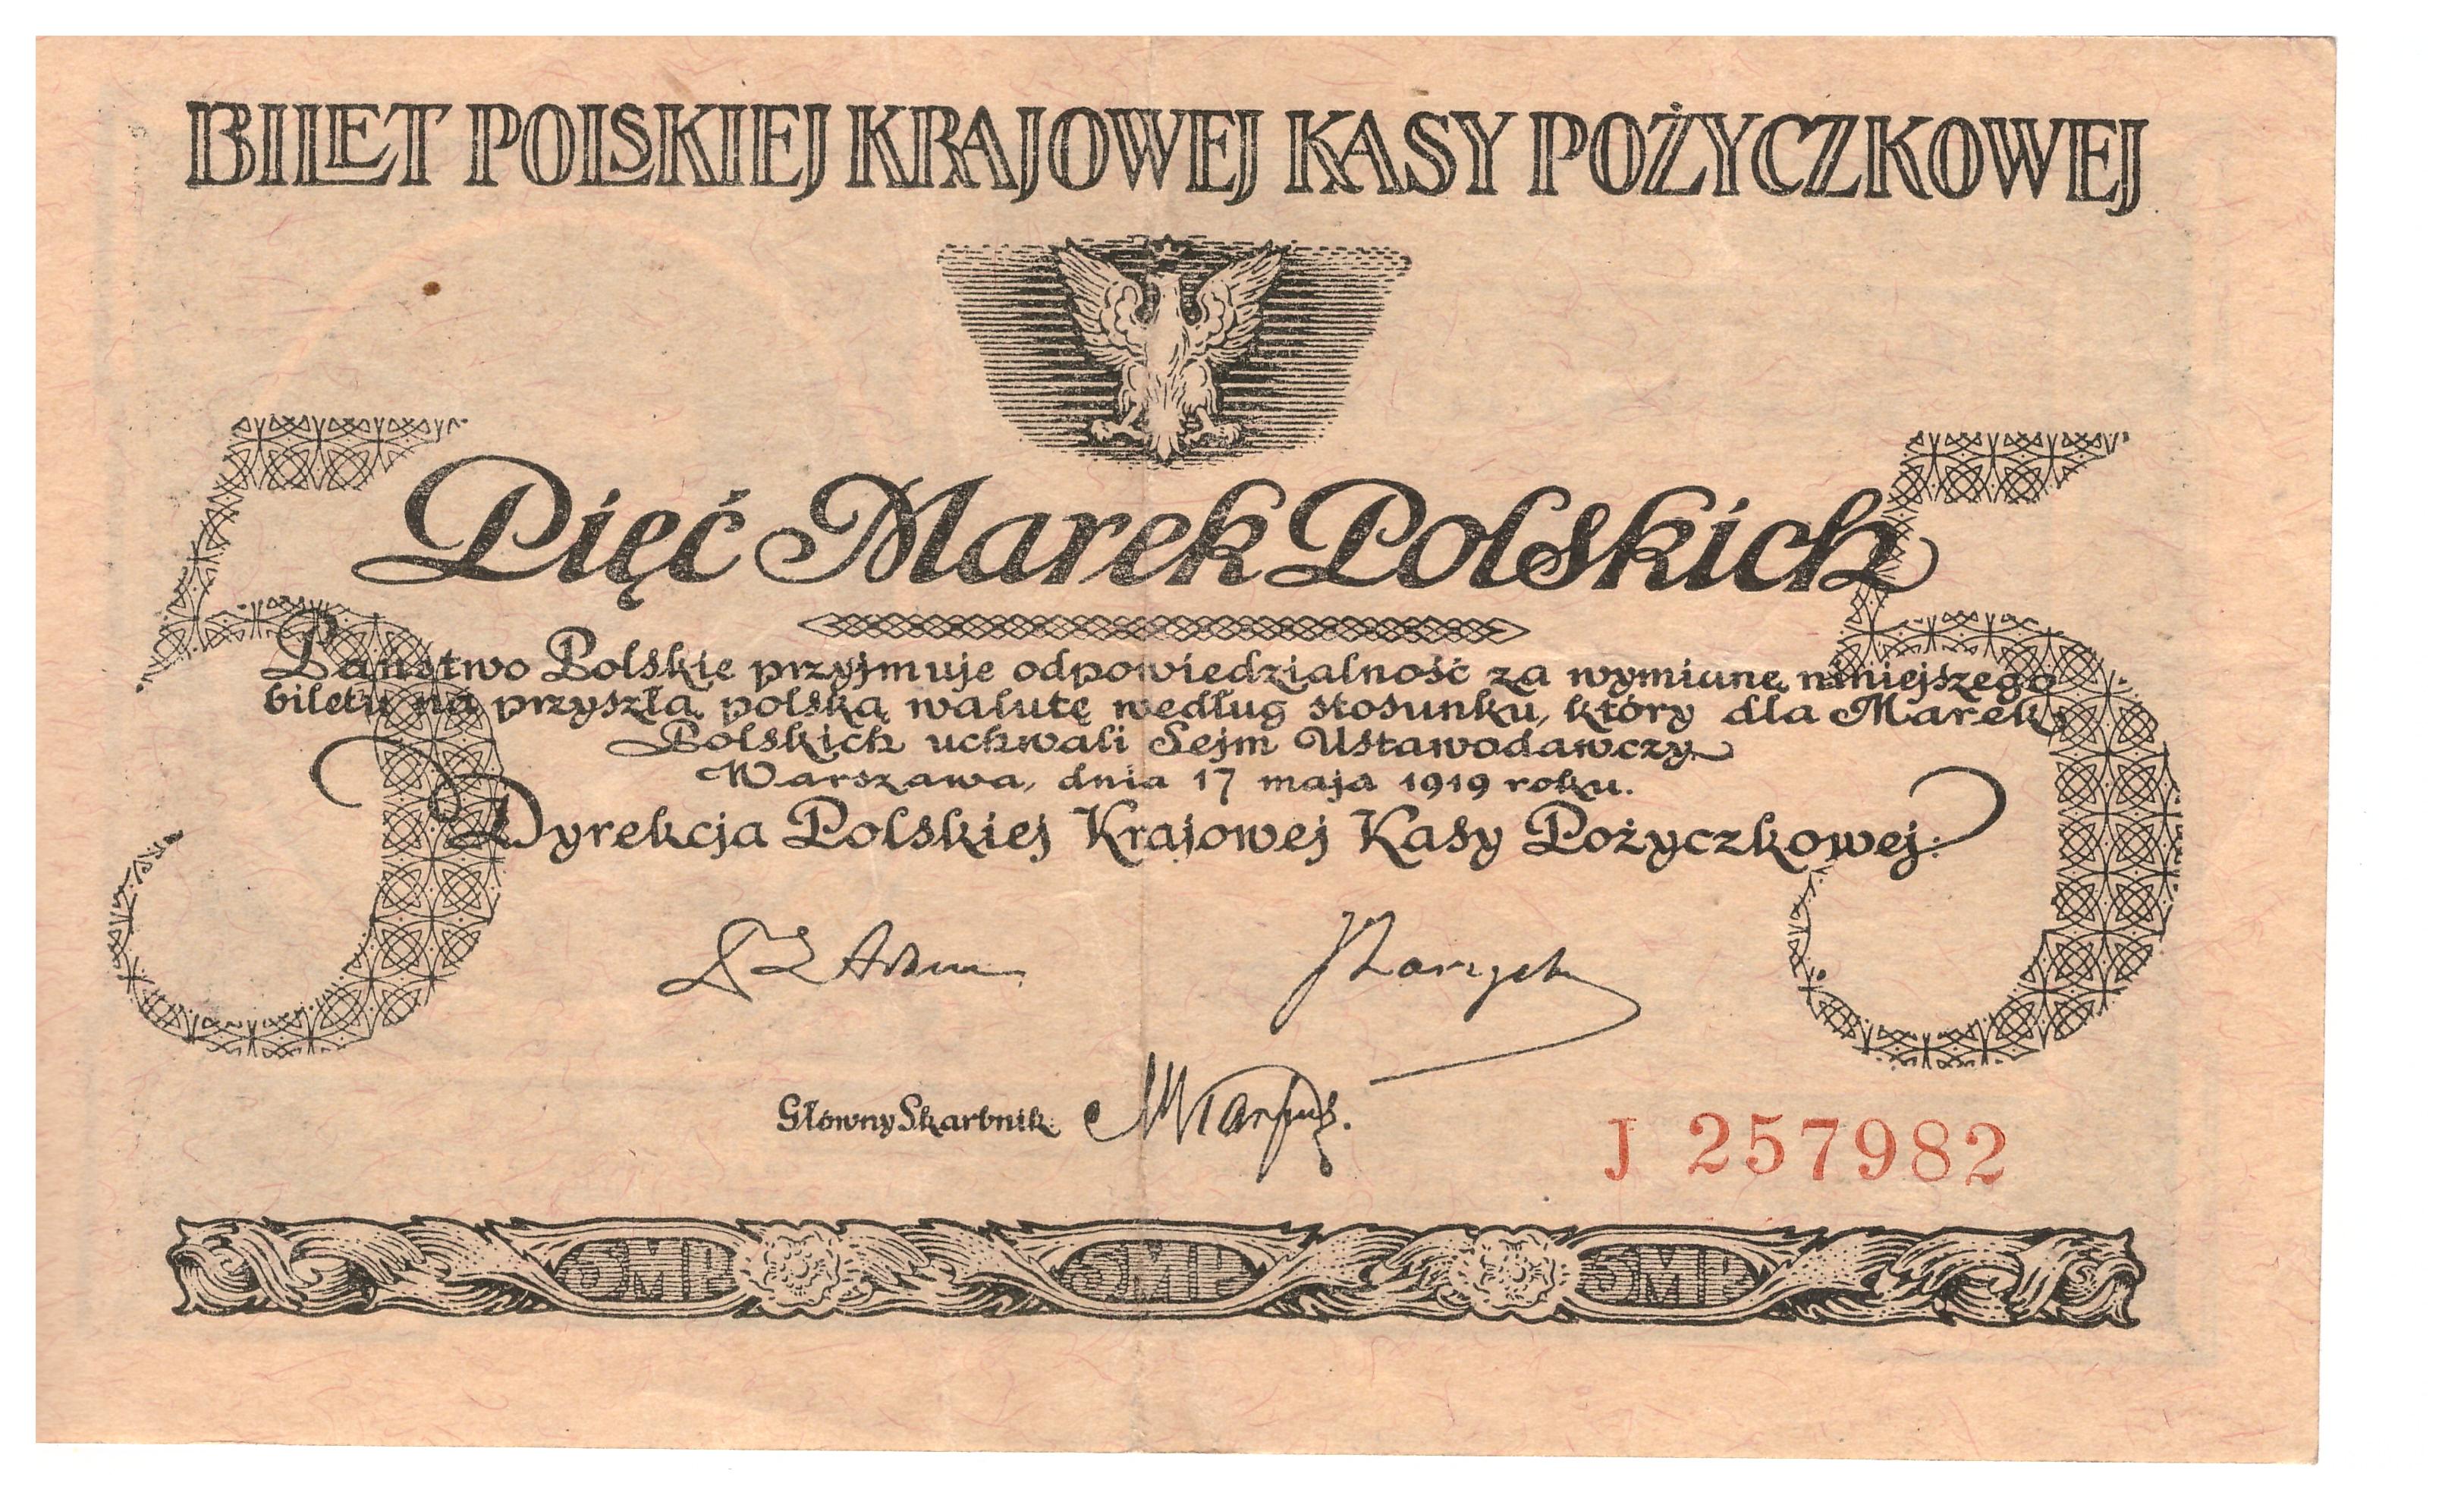 BILET POLSKIEJ KRAJOWEJ KASY POŻYCZKOWEJ
5 5
Pięć Marek Polskich
Państwo Polskie przyjmuje odpowiedzialność za wymianę niniejszego
biletu na przyszłą polską walutę według stosunku, który dla Marek
Polskich uchwali Sejm Ustawodawczy
Warszawa, dnia 17 maja 1919 roku.
Dyrekcja Polskiej Krajowej Kasy Pożyczkowej:
Główny Skarbnik
J 257982
5MP 5MP 5MP